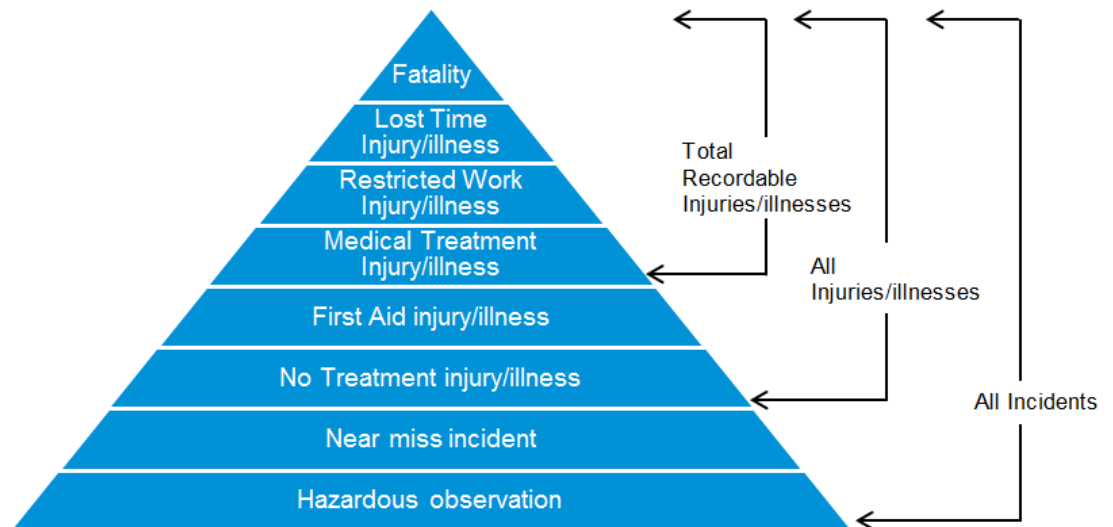 Fatality
Lost Time
Injury/illness
Restricted Work
Injury/illness
Medical Treatment
Injury/illness
First Aid injury/illness
No Treatment injury/illness
Near miss incident
Hazardous observation
Total
Recordable
Injuries/illnesses
All
Injuries/illnesses
All Incidents